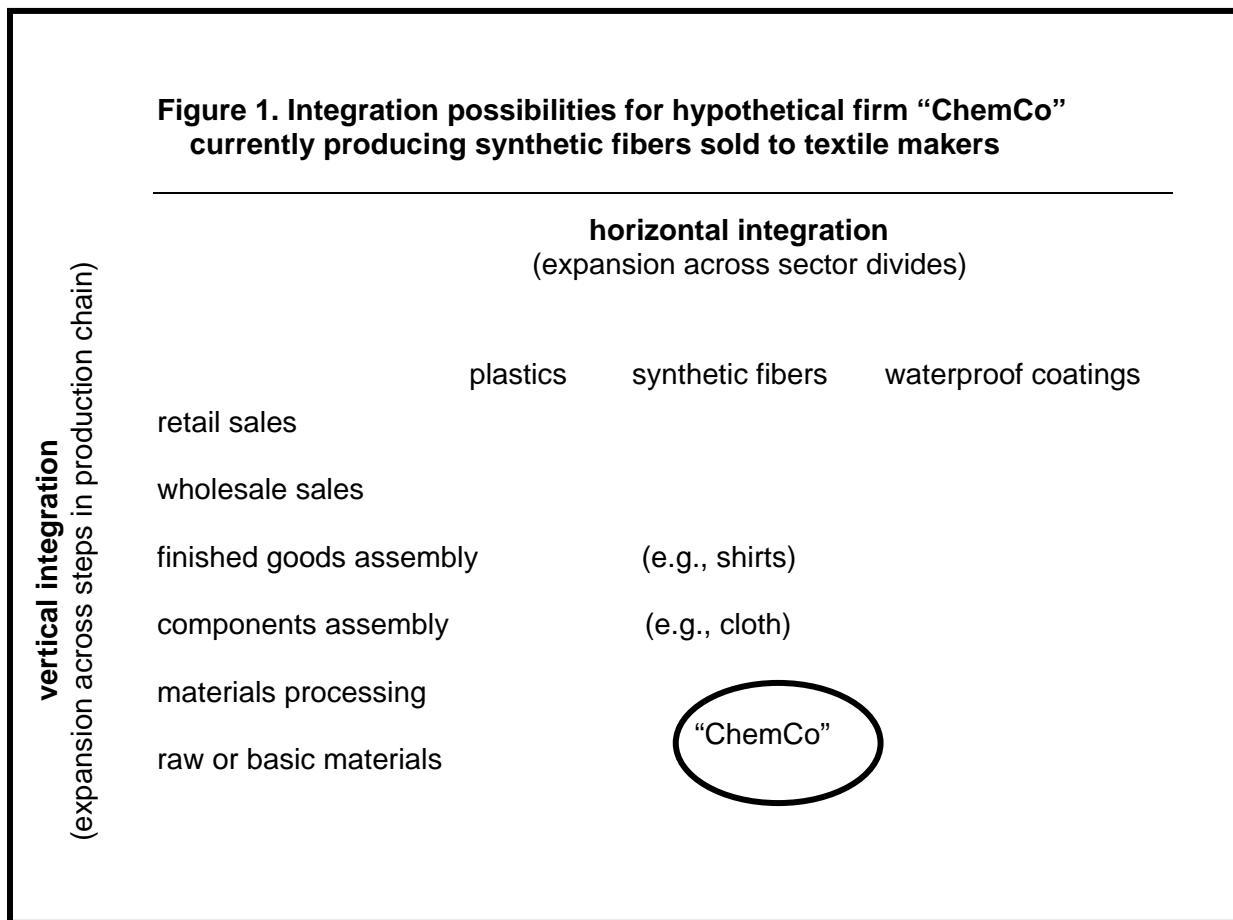 Figure 1. Integration possibilities for hypothetical firm “ChemCo”
currently producing synthetic fibers sold to textile makers
horizontal integration
(expansion across sector divides)
vertical integration
(expansion across steps in production chain)
plastics synthetic fibers waterproof coatings
retail sales
wholesale sales
finished goods assembly (e.g., shirts)
components assembly (e.g., cloth)
materials processing
“ChemCo”
raw or basic materials